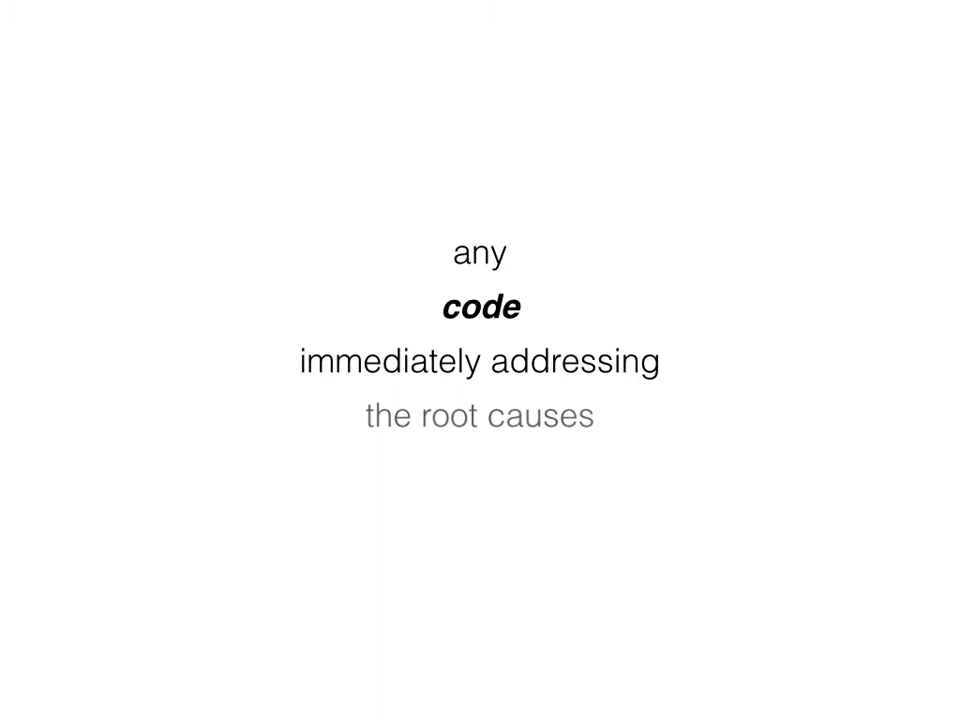 any
code
immediately addressing
the root causes